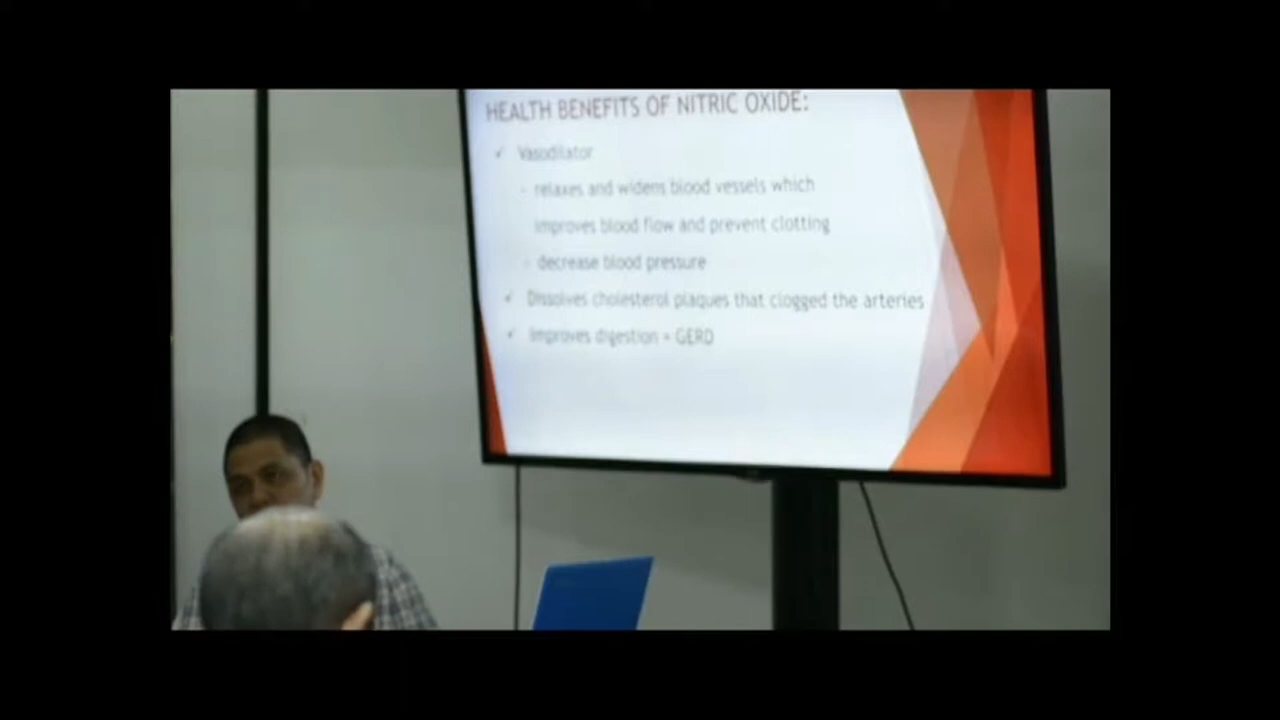 HEALTH BENEFITS OF NITRIC OXIDE:
✓ Vasodilator
- relaxes and widens blood vessels which
improves blood flow and prevent clotting
- decrease blood pressure
✓ Dissolves cholesterol plaques that clogged the arteries
✓ Improves digestion - GERD